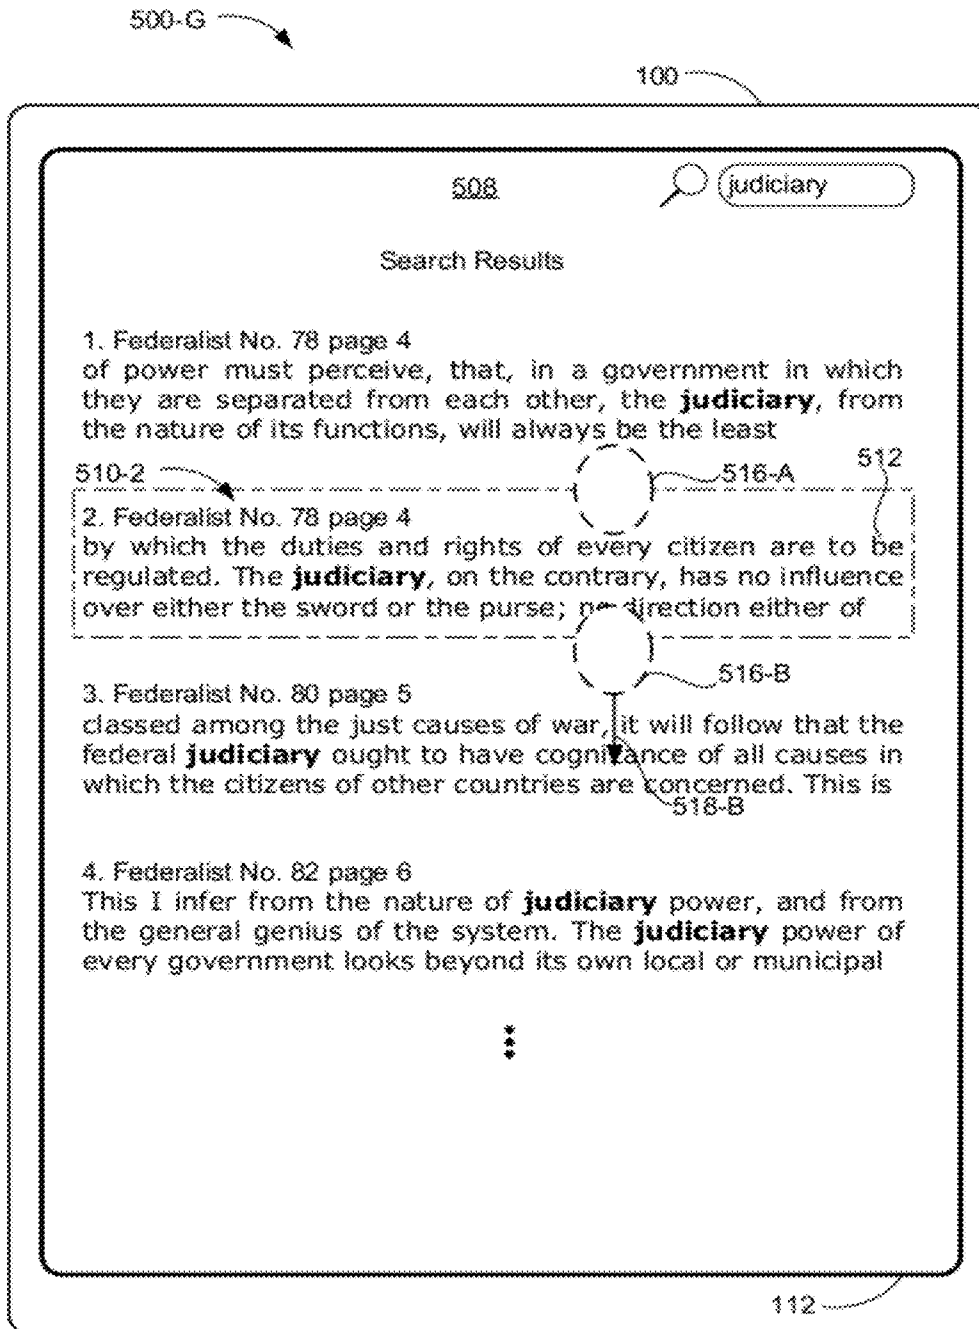 500-G
100
508
judiciary
Search Results
1. Federalist No. 78 page 4
of power must perceive, that, in a government in which
they are separated from each other, the judiciary, from
the nature of its functions, will always be the least
510-2
516-A
512
2. Federalist No. 78 page 4
by which the duties and rights of every citizen are to be
regulated. The judiciary, on the contrary, has no influence
over either the sword or the purse; no direction either of
516-B
3. Federalist No. 80 page 5
classed among the just causes of war, it will follow that the
federal judiciary ought to have cognizance of all causes in
which the citizens of other countries are concerned. This is
518-B
4. Federalist No. 82 page 6
This I infer from the nature of judiciary power, and from
the general genius of the system. The judiciary power of
every government looks beyond its own local or municipal
112